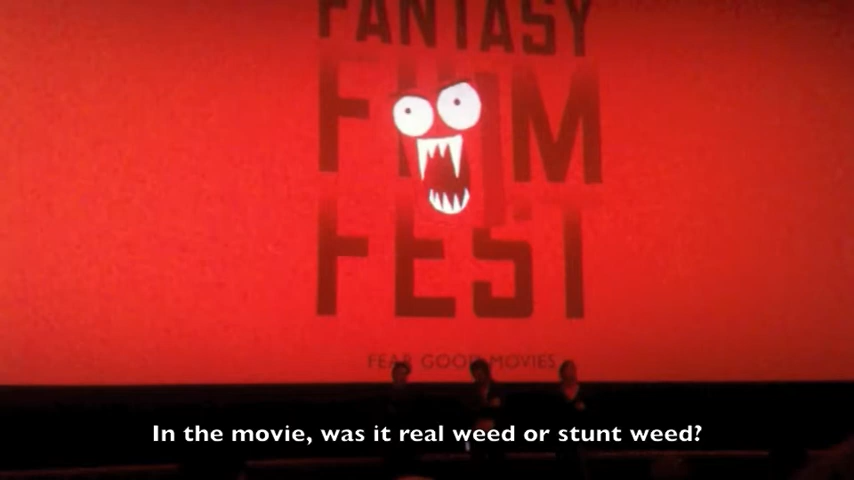 FANTASY
FILM
FEST
FEAR GOOD MOVIES
In the movie, was it real weed or stunt weed?